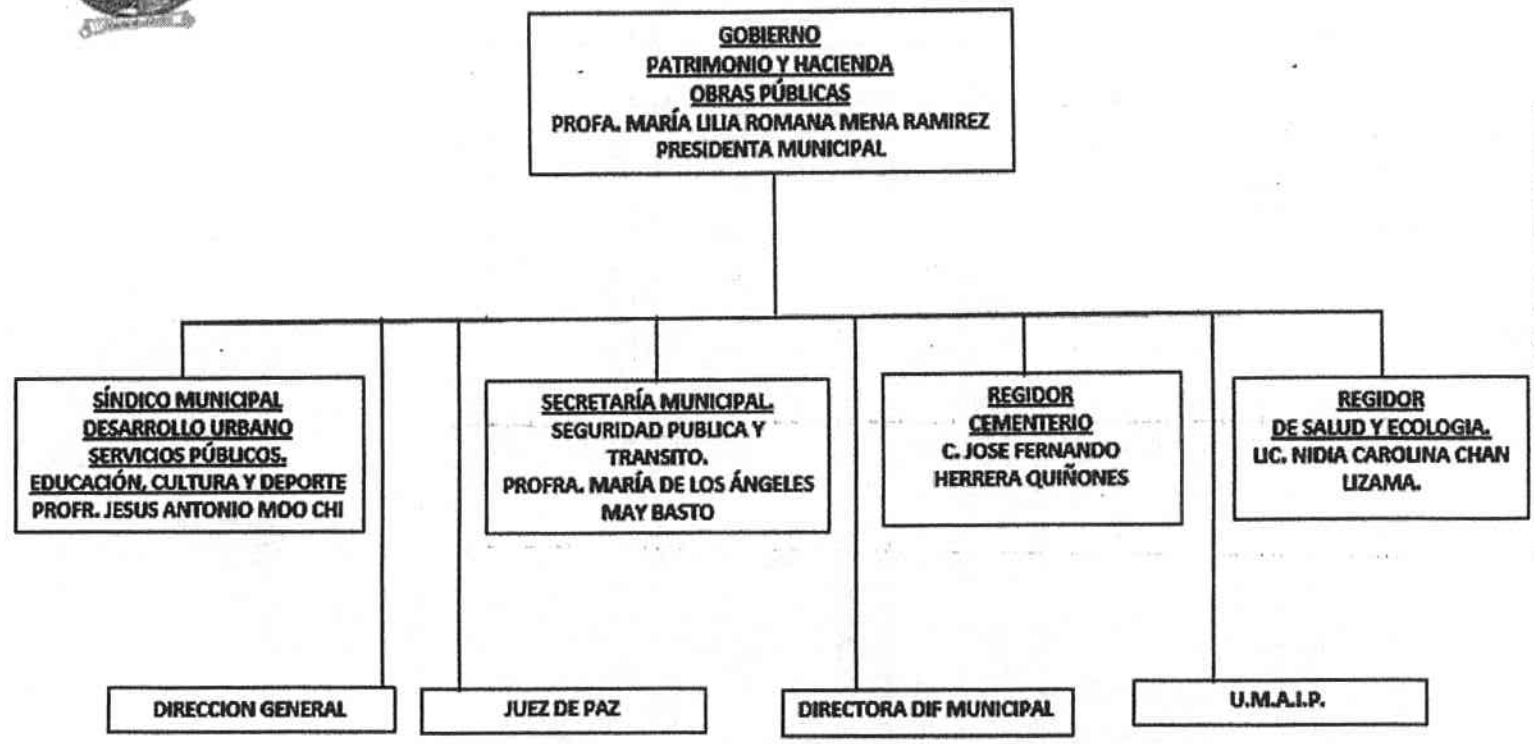 GOBIERNO
PATRIMONIO Y HACIENDA
OBRAS PÚBLICAS
PROFA. MARÍA LILIA ROMANA MENA RAMIREZ
PRESIDENTA MUNICIPAL
SÍNDICO MUNICIPAL
DESARROLLO URBANO
SERVICIOS PÚBLICOS.
EDUCACIÓN, CULTURA Y DEPORTE
PROFR. JESUS ANTONIO MOO CHI
SECRETARÍA MUNICIPAL.
SEGURIDAD PUBLICA Y
TRANSITO.
PROFRA. MARÍA DE LOS ÁNGELES
MAY BASTO
REGIDOR
CEMENTERIO
C. JOSE FERNANDO
HERRERA QUIÑONES
REGIDOR
DE SALUD Y ECOLOGIA.
LIC. NIDIA CAROLINA CHAN
LIZAMA.
DIRECCION GENERAL
JUEZ DE PAZ
DIRECTORA DIF MUNICIPAL
U.M.A.I.P.